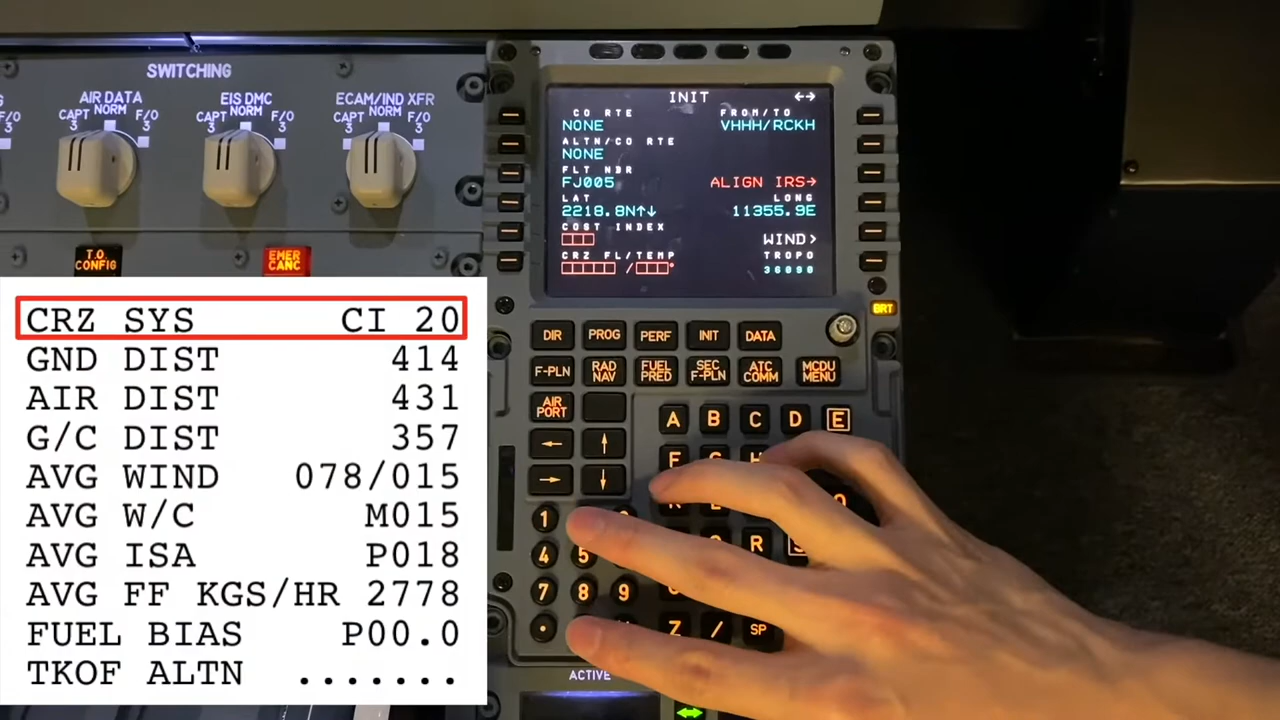 SWITCHING
AIR DATA
CAPT NORM F/O
3 3
EIS DMC
CAPT NORM F/O
3 3
ECAM/IND XFR
CAPT NORM F/O
3 3
T.O
CONFIG
EMER
CANC
INIT ←→
CO RTE FROM/TO
NONE VHHH/RCKH
ALTN/CO RTE
NONE
FLT NBR
FJ005 ALIGN IRS→
LAT LONG
2218.8N↑↓ 11355.9E
COST INDEX
WIND>
CRZ FL/TEMP TROPO
/ ° 36090
BRT
DIR PROG PERF INIT DATA
F-PLN RAD NAV FUEL PRED SEC F-PLN ATC COMM MCDU MENU
AIR PORT
← ↑
→ ↓
A B C D E
F
1
4 5 R
7 8 9
. Z / SP
ACTIVE
CRZ SYS CI 20
GND DIST 414
AIR DIST 431
G/C DIST 357
AVG WIND 078/015
AVG W/C M015
AVG ISA P018
AVG FF KGS/HR 2778
FUEL BIAS P00.0
TKOF ALTN .......